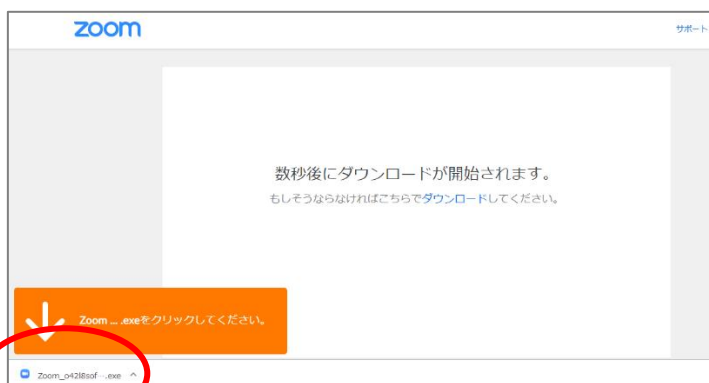 zoom
サポート
数秒後にダウンロードが開始されます。
もしそうならなければこちらでダウンロードしてください。
Zoom ... .exeをクリックしてください。
Zoom_o42l8sof....exe